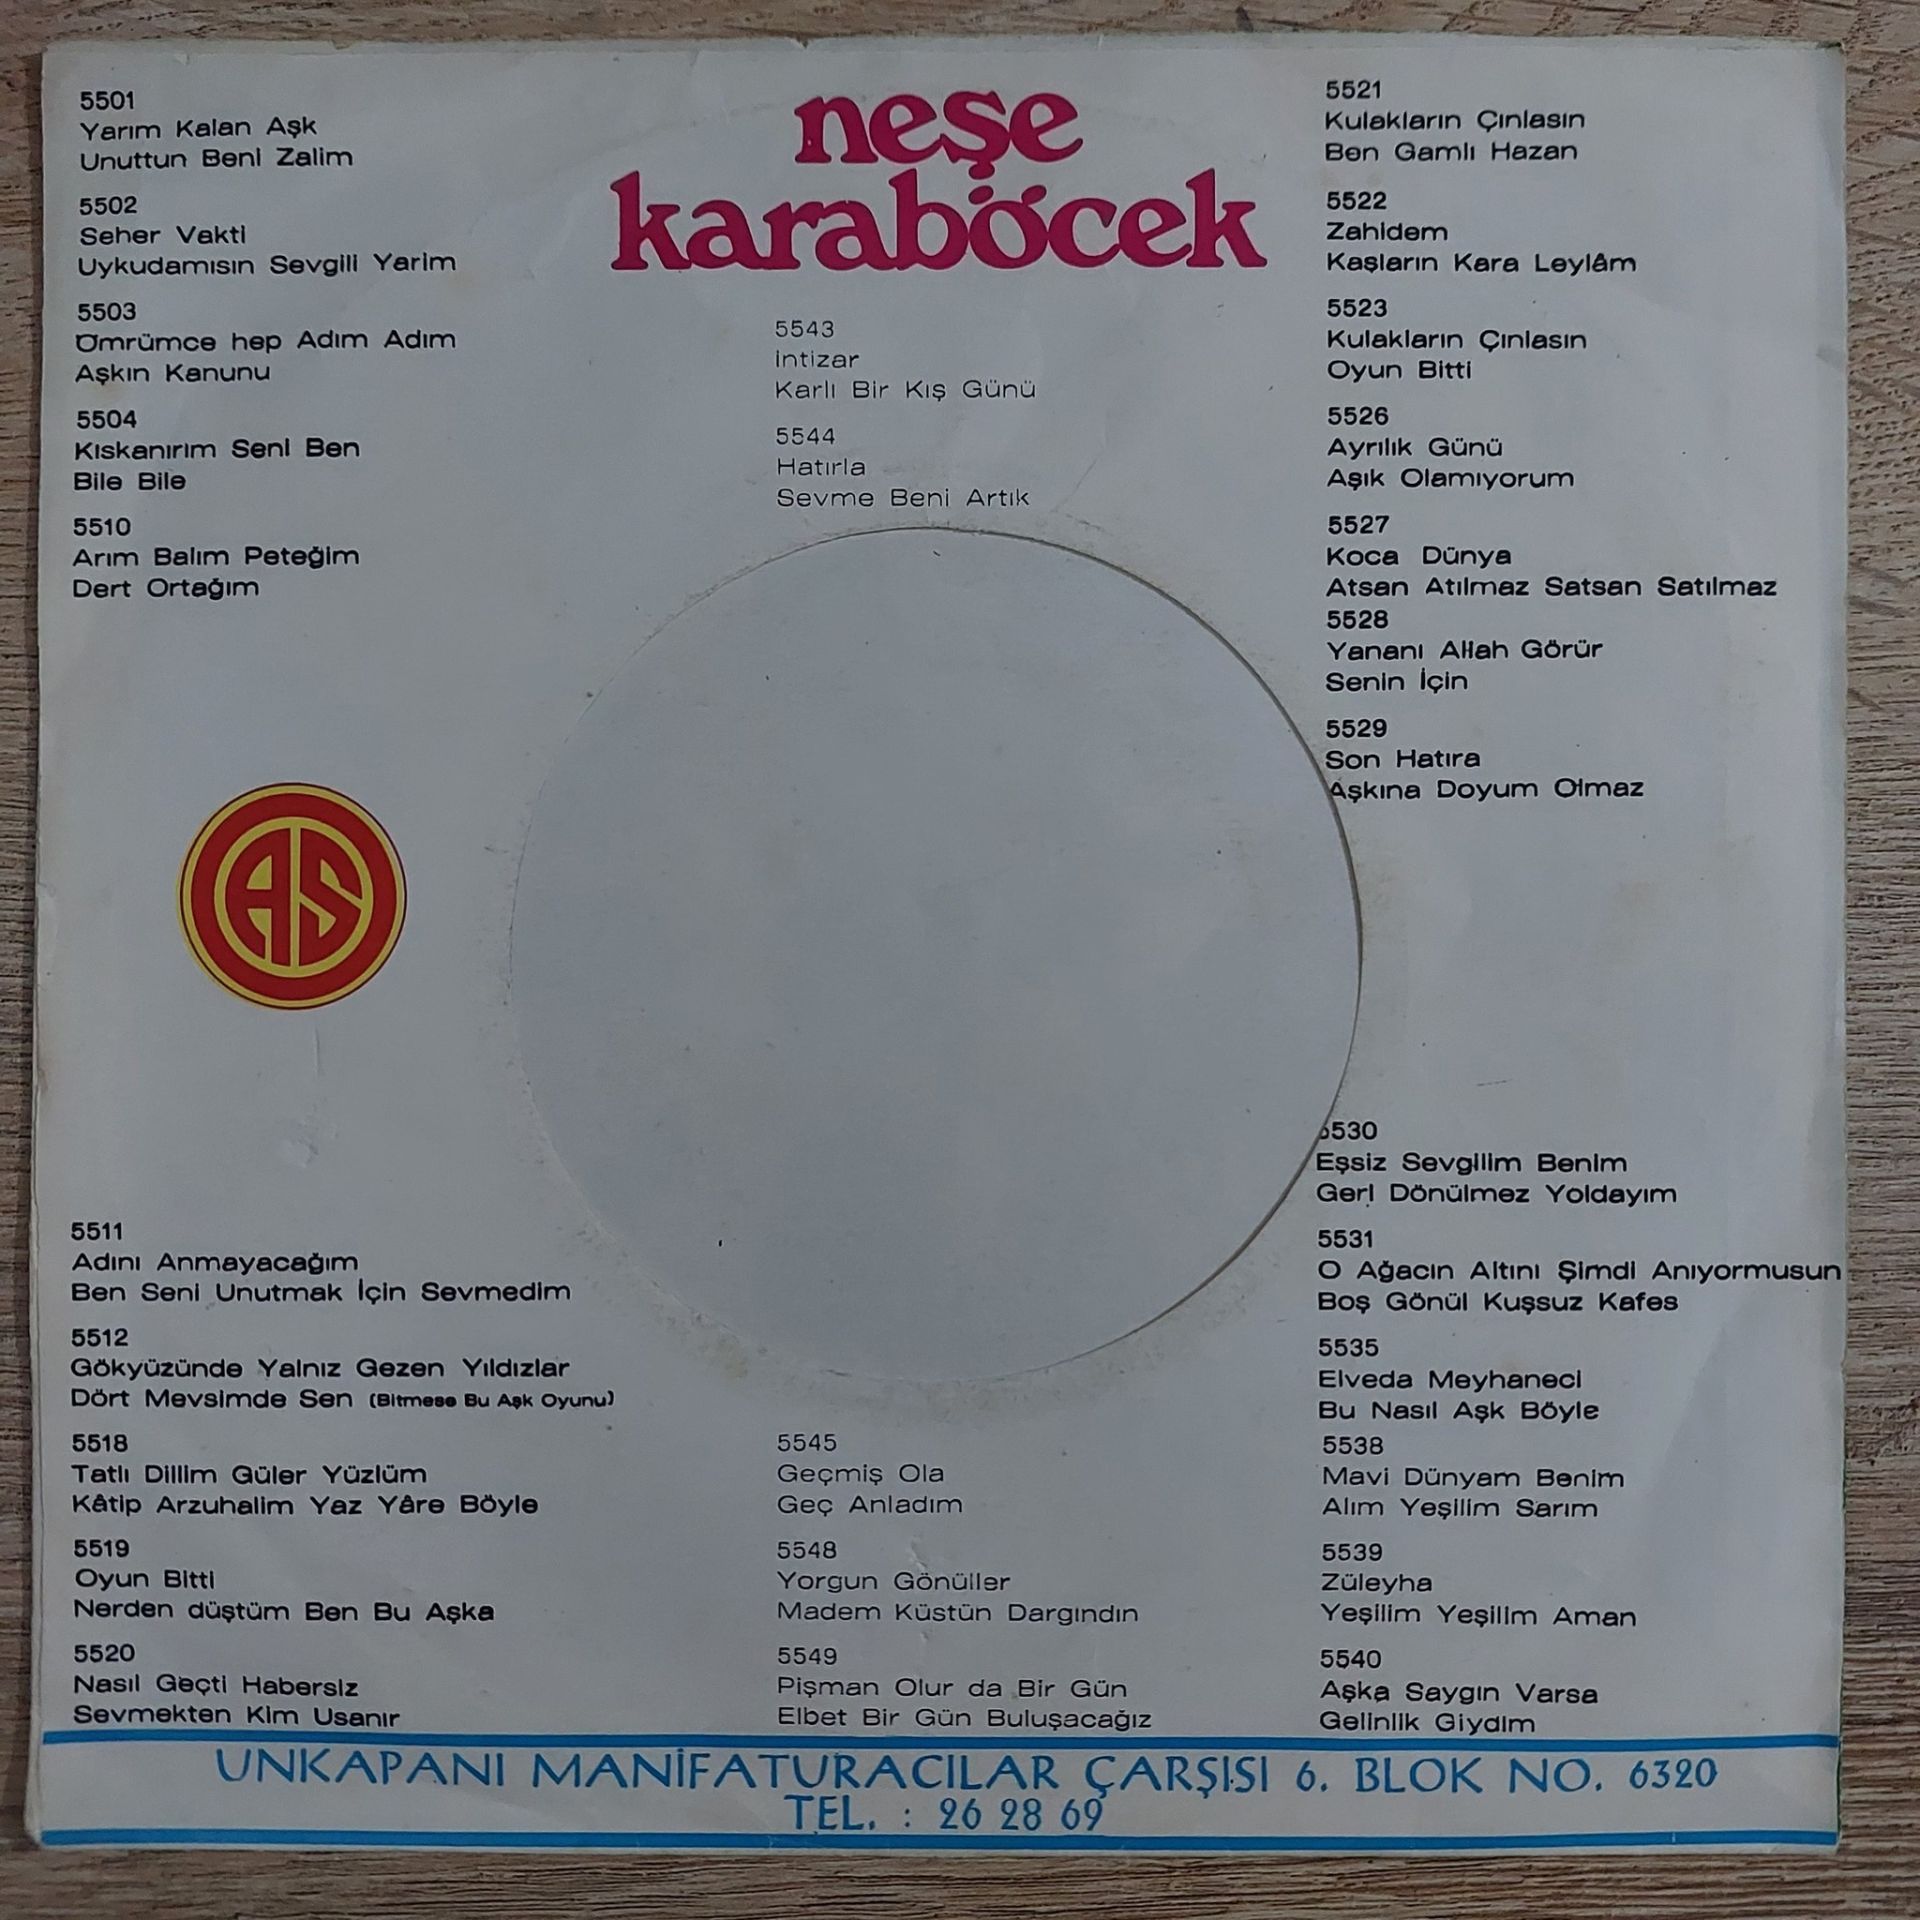 neşe
karaböcek
5501
Yarım Kalan Aşk
Unuttun Beni Zalim
5502
Seher Vakti
Uykudamısın Sevgili Yarim
5503
Ömrümce hep Adım Adım
Aşkın Kanunu
5504
Kıskanırım Seni Ben
Bile Bile
5510
Arım Balım Peteğim
Dert Ortağım
AS
5511
Adını Anmayacağım
Ben Seni Unutmak İçin Sevmedim
5512
Gökyüzünde Yalnız Gezen Yıldızlar
Dört Mevsimde Sen (Bitmese Bu Aşk Oyunu)
5518
Tatlı Dillim Güler Yüzlüm
Kâtip Arzuhalim Yaz Yâre Böyle
5519
Oyun Bitti
Nerden düştüm Ben Bu Aşka
5520
Nasıl Geçti Habersiz
Sevmekten Kim Usanır
5543
intizar
Karlı Bir Kış Günü
5544
Hatırla
Sevme Beni Artık
5545
Geçmiş Ola
Geç Anladım
5548
Yorgun Gönüller
Madem Küstün Dargındın
5549
Pişman Olur da Bir Gün
Elbet Bir Gün Buluşacağız
5521
Kulakların Çınlasın
Ben Gamlı Hazan
5522
Zahidem
Kaşların Kara Leylâm
5523
Kulakların Çınlasın
Oyun Bitti
5526
Ayrılık Günü
Aşık Olamıyorum
5527
Koca Dünya
Atsan Atılmaz Satsan Satılmaz
5528
Yananı Allah Görür
Senin İçin
5529
Son Hatıra
Aşkına Doyum Olmaz
5530
Eşsiz Sevgilim Benim
Geri Dönülmez Yoldayım
5531
O Ağacın Altını Şimdi Anıyormusun
Boş Gönül Kuşsuz Kafes
5535
Elveda Meyhaneci
Bu Nasıl Aşk Böyle
5538
Mavi Dünyam Benim
Alım Yeşilim Sarım
5539
Züleyha
Yeşilim Yeşilim Aman
5540
Aşka Saygın Varsa
Gelinlik Giydim
UNKAPANI MANİFATURACILAR ÇARŞISI 6. BLOK NO. 6320
TEL. : 26 28 69